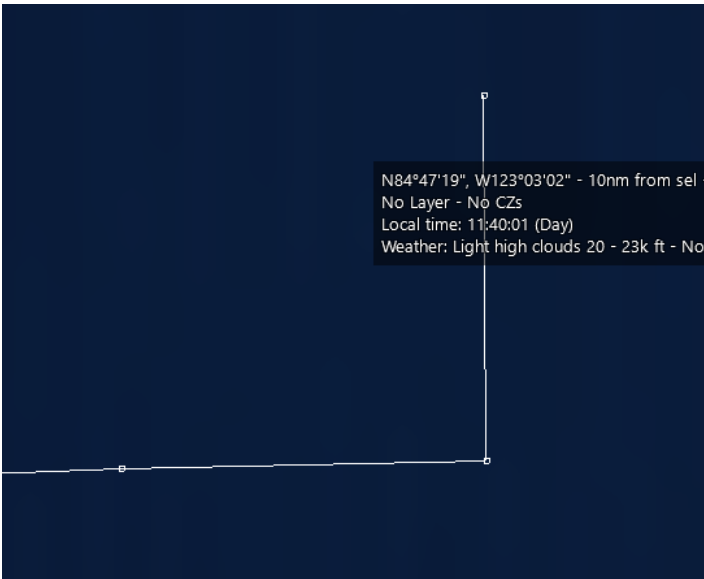 N84°47'19", W123°03'02" - 10nm from sel -
No Layer - No CZs
Local time: 11:40:01 (Day)
Weather: Light high clouds 20 - 23k ft - No